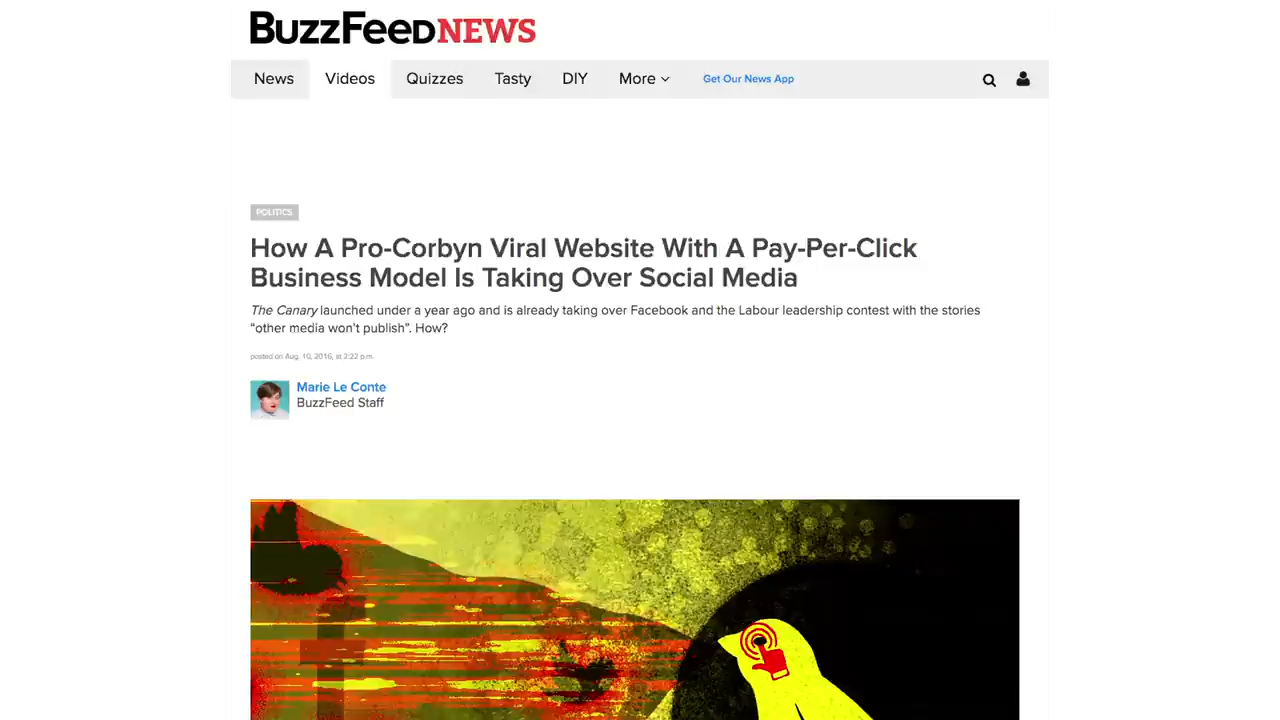 BuzzFeed NEWS
News Videos Quizzes Tasty DIY More Get Our News App
POLITICS
How A Pro-Corbyn Viral Website With A Pay-Per-Click
Business Model Is Taking Over Social Media
The Canary launched under a year ago and is already taking over Facebook and the Labour leadership contest with the stories
“other media won’t publish”. How?
posted on Aug. 10, 2016, at 2:22 p.m.
Marie Le Conte
BuzzFeed Staff